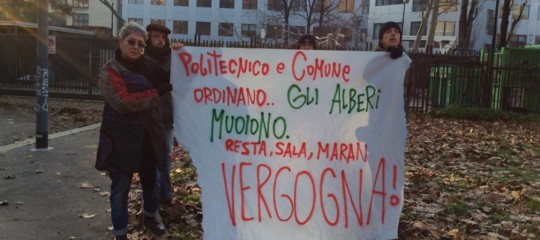 POLITECNICO e COMUNE
ORDINANO.. GLI ALBERI
MUOIONO.
RESTA, SALA, MARAN
VERGOGNA!